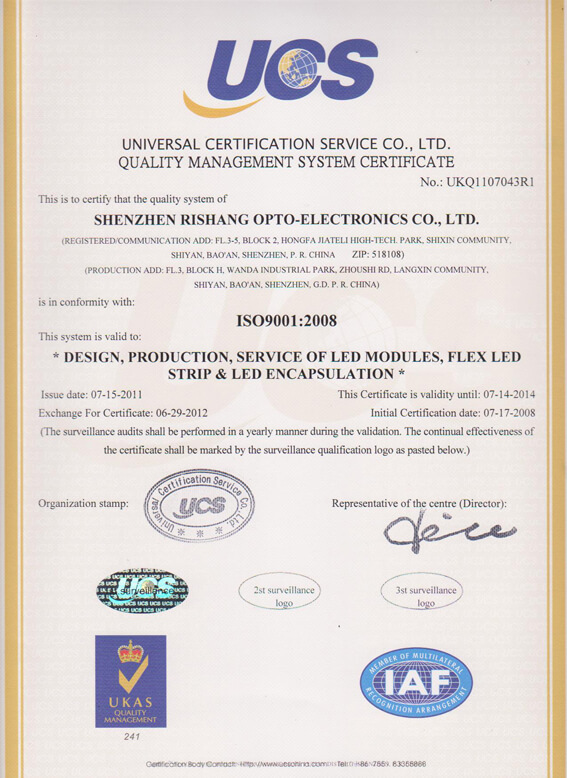 UCS
UNIVERSAL CERTIFICATION SERVICE CO., LTD.
QUALITY MANAGEMENT SYSTEM CERTIFICATE
No.: UKQ1107043R1
This is to certify that the quality system of
SHENZHEN RISHANG OPTO-ELECTRONICS CO., LTD.
(REGISTERED/COMMUNICATION ADD: FL.3-5, BLOCK 2, HONGFA JIATELI HIGH-TECH. PARK, SHIXIN COMMUNITY,
SHIYAN, BAO'AN, SHENZHEN, P. R. CHINA ZIP: 518108)
(PRODUCTION ADD: FL.3, BLOCK H, WANDA INDUSTRIAL PARK, ZHOUSHI RD, LANGXIN COMMUNITY,
SHIYAN, BAO'AN, SHENZHEN, G.D. P. R. CHINA)
is in conformity with:
ISO9001:2008
This system is valid to:
* DESIGN, PRODUCTION, SERVICE OF LED MODULES, FLEX LED
STRIP & LED ENCAPSULATION *
Issue date: 07-15-2011 This Certificate is validity until: 07-14-2014
Exchange For Certificate: 06-29-2012 Initial Certification date: 07-17-2008
(The surveillance audits shall be performed in a yearly manner during the validation. The continual effectiveness of
the certificate shall be marked by the surveillance qualification logo as pasted below.)
Organization stamp: Representative of the centre (Director):
Universal Certification Service Co., Ltd.
UCS
* * *
UCS
surveillance
2st surveillance
logo
3st surveillance
logo
UKAS
QUALITY
MANAGEMENT
241
MEMBER OF MULTILATERAL
IAF
RECOGNITION ARRANGEMENT
Certification Body Contact: Http://www.ucschina.com Tel: